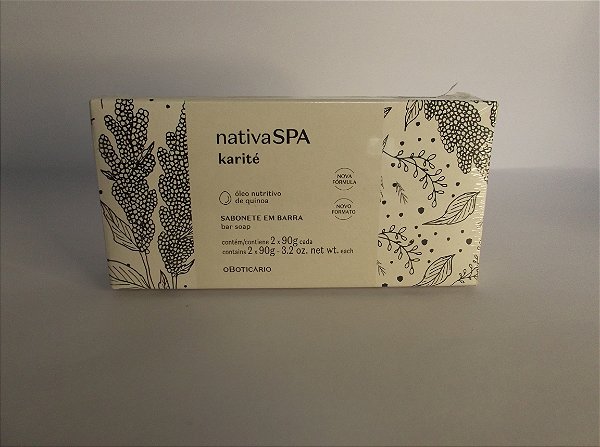 nativaSPA
karité
óleo nutritivo
de quinoa
NOVA
FÓRMULA
NOVO
FORMATO
SABONETE EM BARRA
bar soap
contém/contiene 2 x 90g cada
contains 2 x 90g - 3.2 oz. net wt. each
oBOTICÁRIO